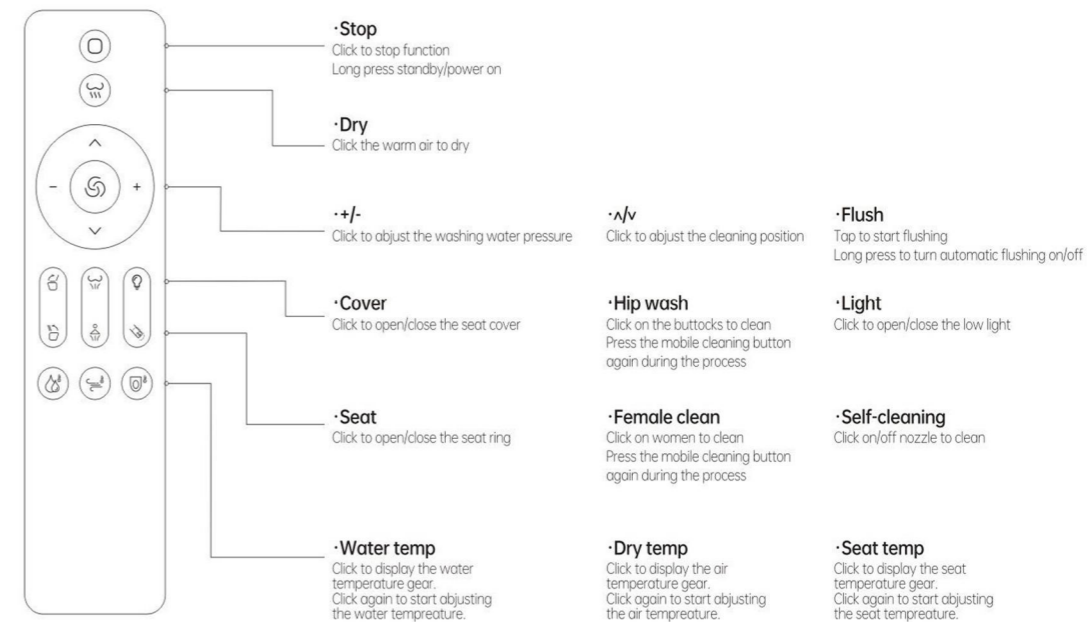 ·Stop
Click to stop function
Long press standby/power on
·Dry
Click the warm air to dry
·+/-
Click to adjust the washing water pressure
·∧/∨
Click to adjust the cleaning position
·Flush
Tap to start flushing
Long press to turn automatic flushing on/off
·Cover
Click to open/close the seat cover
·Hip wash
Click on the buttocks to clean
Press the mobile cleaning button
again during the process
·Light
Click to open/close the low light
·Seat
Click to open/close the seat ring
·Female clean
Click on women to clean
Press the mobile cleaning button
again during the process
·Self-cleaning
Click on/off nozzle to clean
·Water temp
Click to display the water
temperature gear.
Click again to start abjusting
the water tempreature.
·Dry temp
Click to display the air
temperature gear.
Click again to start abjusting
the air tempreature.
·Seat temp
Click to display the seat
temperature gear.
Click again to start abjusting
the seat tempreature.